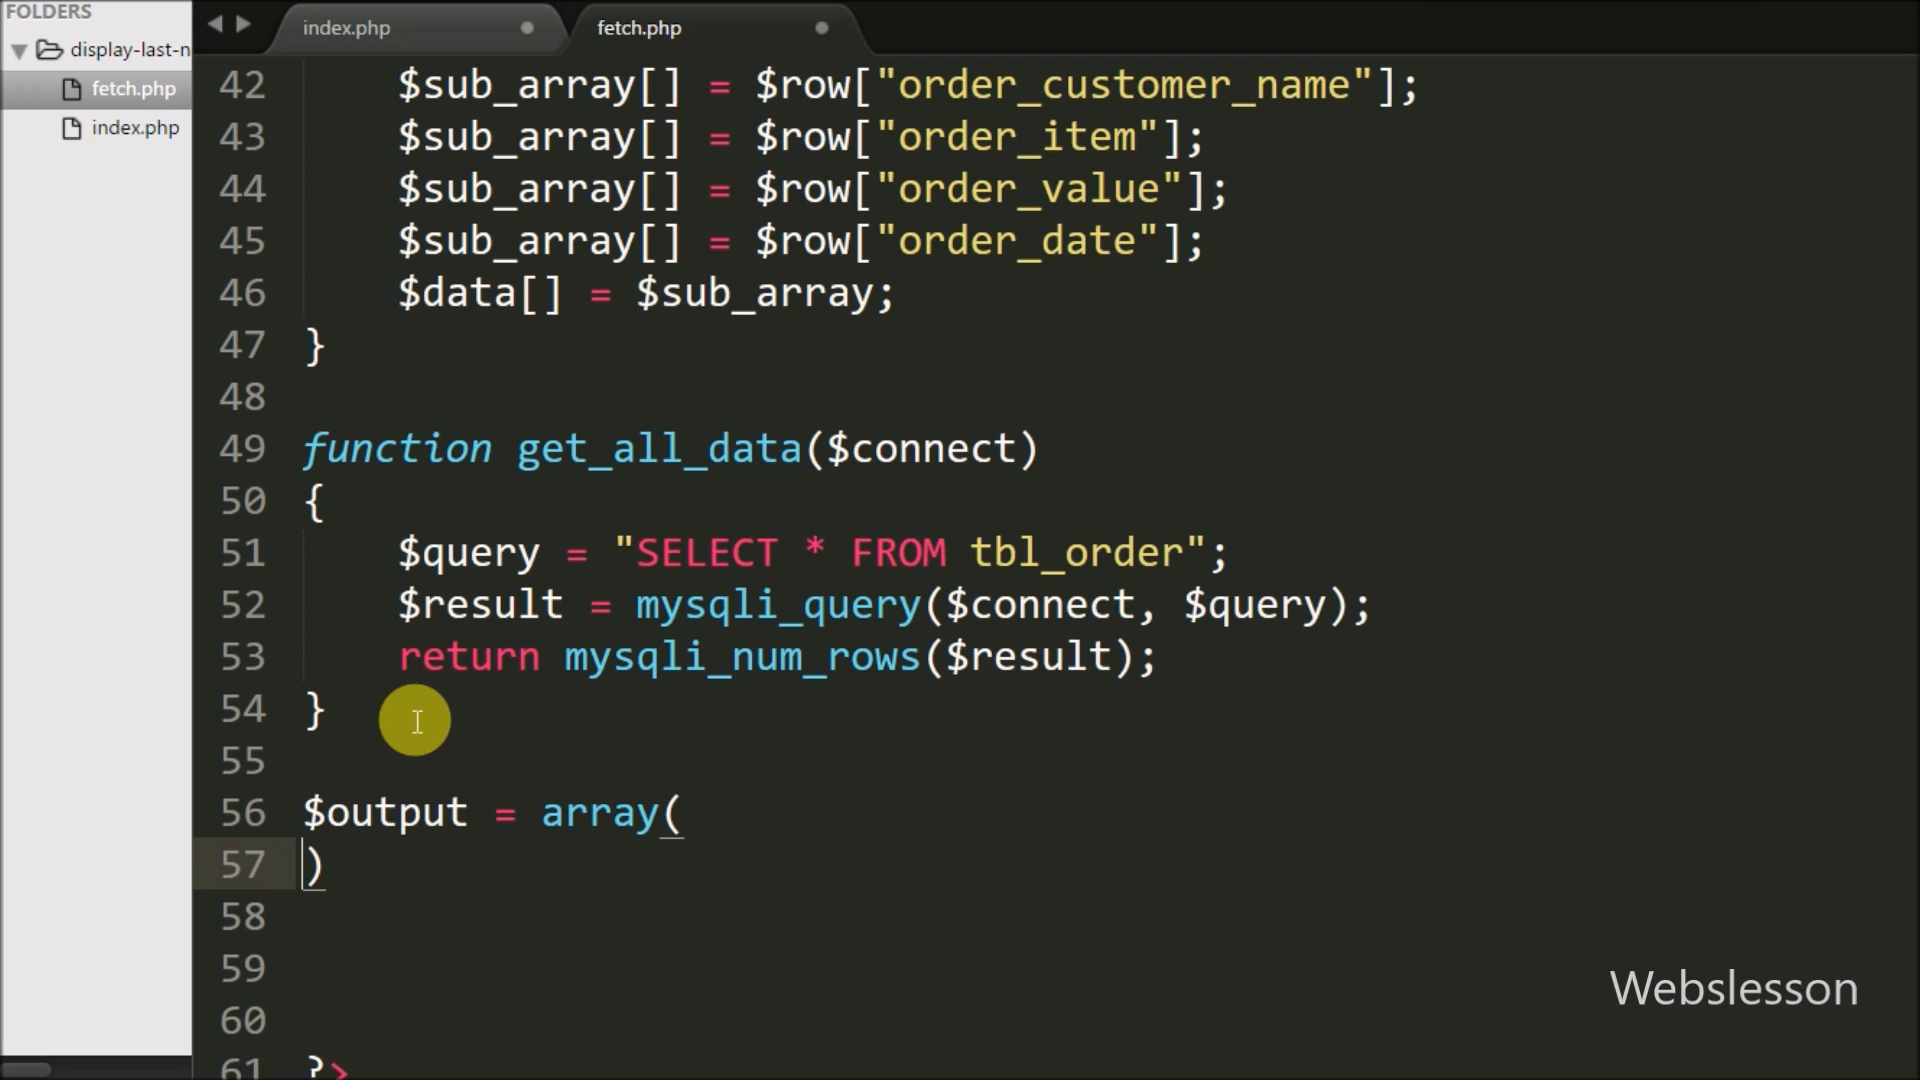 FOLDERS
display-last-n
fetch.php
index.php
index.php
fetch.php
42 $sub_array[] = $row["order_customer_name"];
43 $sub_array[] = $row["order_item"];
44 $sub_array[] = $row["order_value"];
45 $sub_array[] = $row["order_date"];
46 $data[] = $sub_array;
47 }
48
49 function get_all_data($connect)
50 {
51 $query = "SELECT * FROM tbl_order";
52 $result = mysqli_query($connect, $query);
53 return mysqli_num_rows($result);
54 }
55
56 $output = array(
57 )
58
59
60
61 ?>
Webslesson